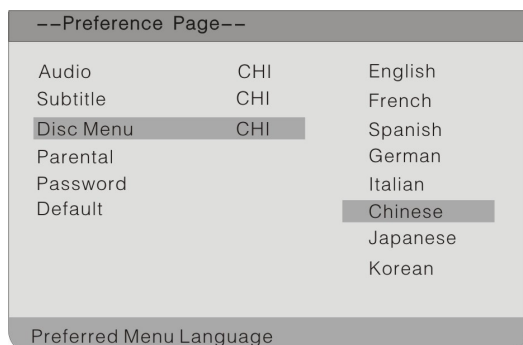 --Preference Page--
Audio CHI English
Subtitle CHI French
Disc Menu CHI Spanish
Parental German
Password Italian
Default Chinese
Japanese
Korean
Preferred Menu Language